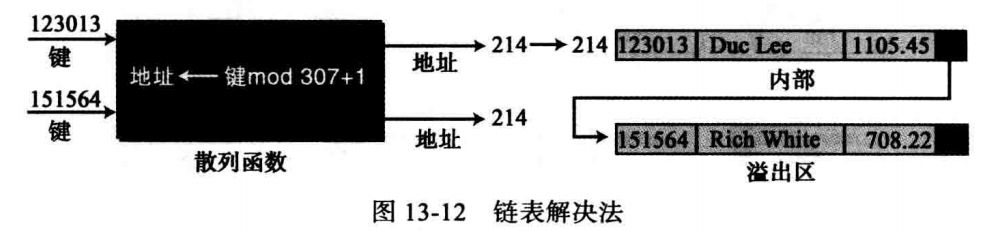 123013
键
151564
键
地址 ← 键mod 307+1
散列函数
地址
214
214
地址
214
123013 Duc Lee 1105.45
内部
151564 Rich White 708.22
溢出区
图 13-12 链表解决法